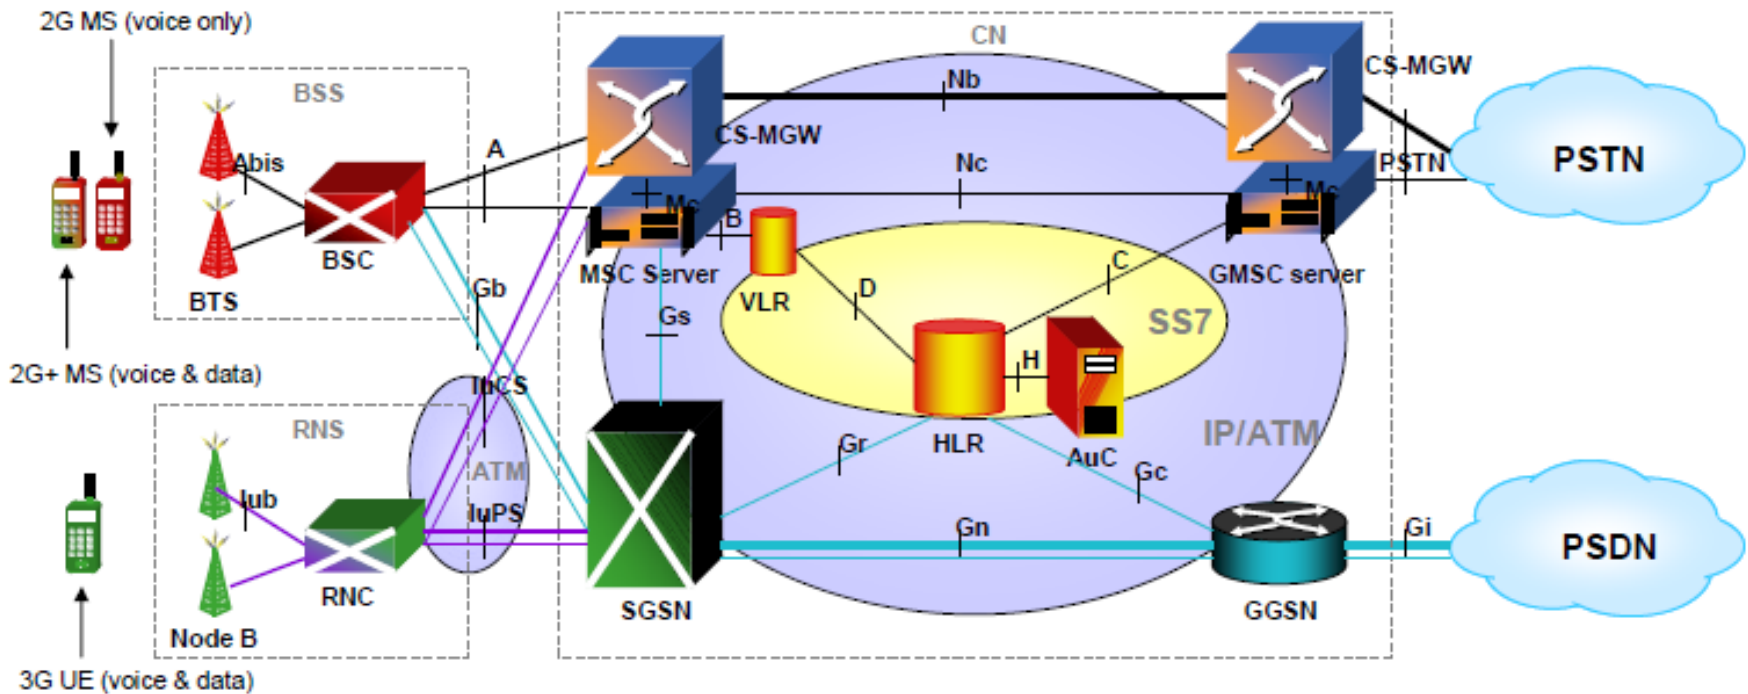 2G MS (voice only)
CN
CS-MGW
BSS
Nb
CS-MGW
Abis
A
Nc
PSTN
PSTN
Mc
Mc
B
BSC
MSC Server
C
GMSC server
BTS
Gb
VLR
D
Gs
SS7
2G+ MS (voice & data)
IuCS
H
RNS
HLR
AuC
IP/ATM
Gr
Gc
ATM
Iub
IuPS
Gn
Gi
PSDN
RNC
SGSN
GGSN
Node B
3G UE (voice & data)